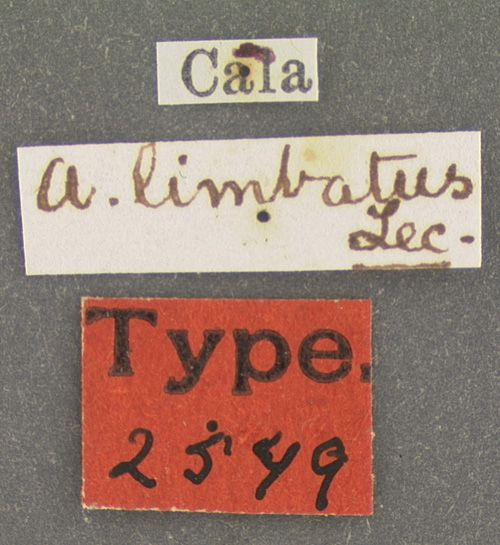 Cala
a. limbatus
Lec.
Type.
2549